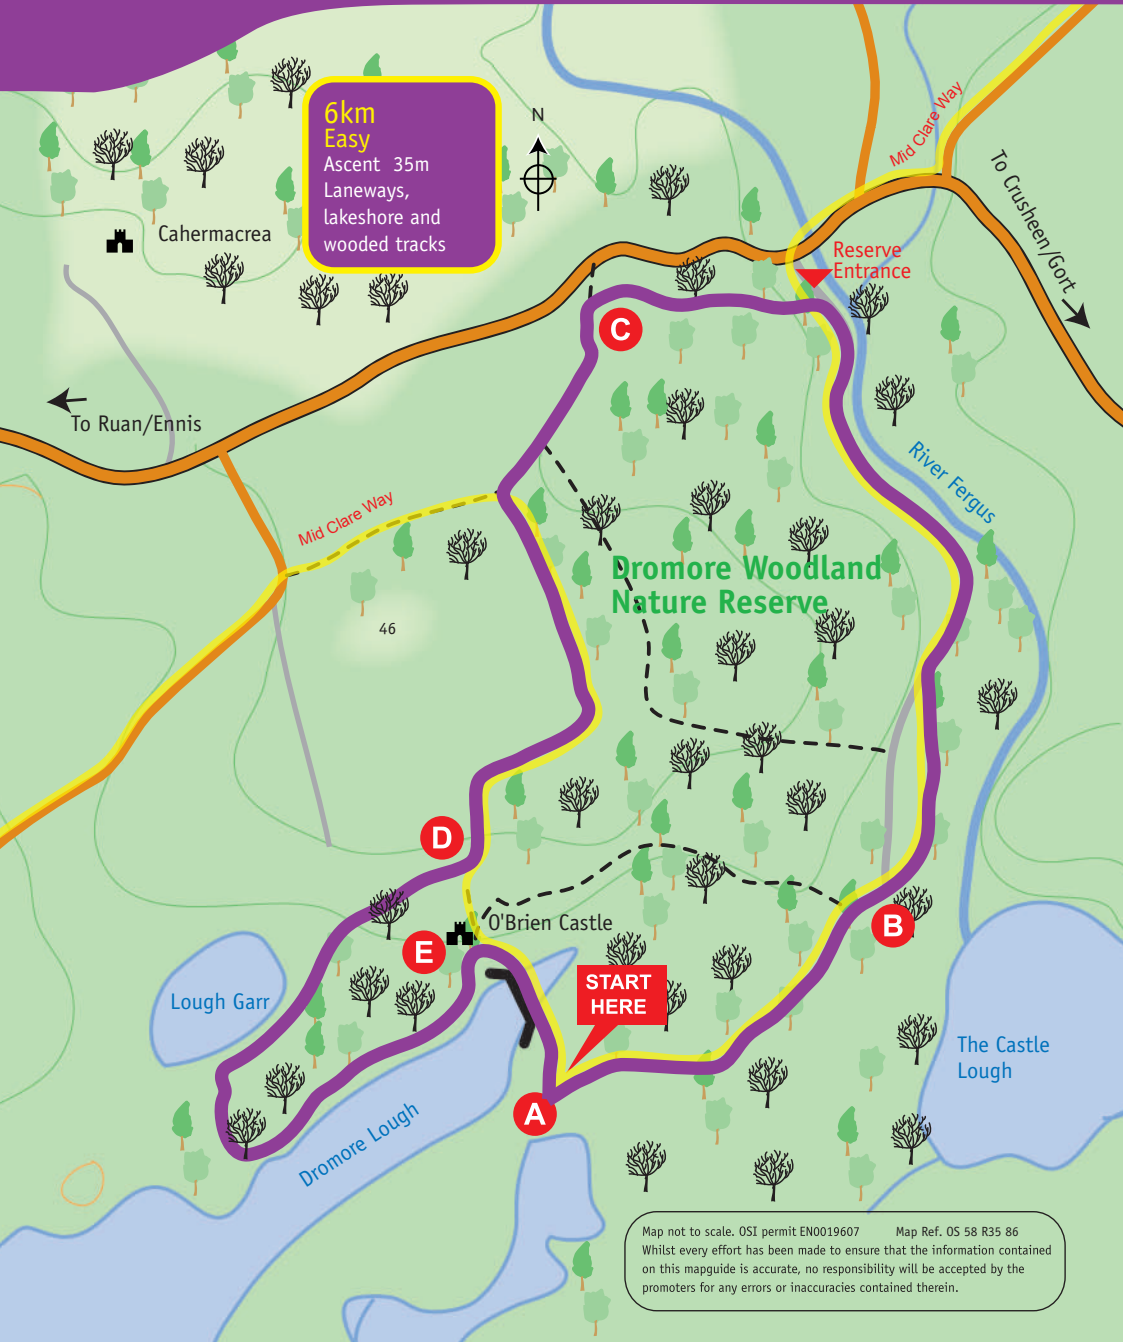 6km
Easy
Ascent 35m
Laneways,
lakeshore and
wooded tracks
N
Mid Clare Way
To Crusheen/Gort
Cahermacrea
Reserve
Entrance
C
To Ruan/Ennis
River Fergus
Mid Clare Way
Dromore Woodland
Nature Reserve
46
D
O'Brien Castle
B
E
START
HERE
Lough Garr
The Castle
Lough
A
Dromore Lough
Map not to scale. OSI permit EN0019607 Map Ref. OS 58 R35 86
Whilst every effort has been made to ensure that the information contained
on this mapguide is accurate, no responsibility will be accepted by the
promoters for any errors or inaccuracies contained therein.